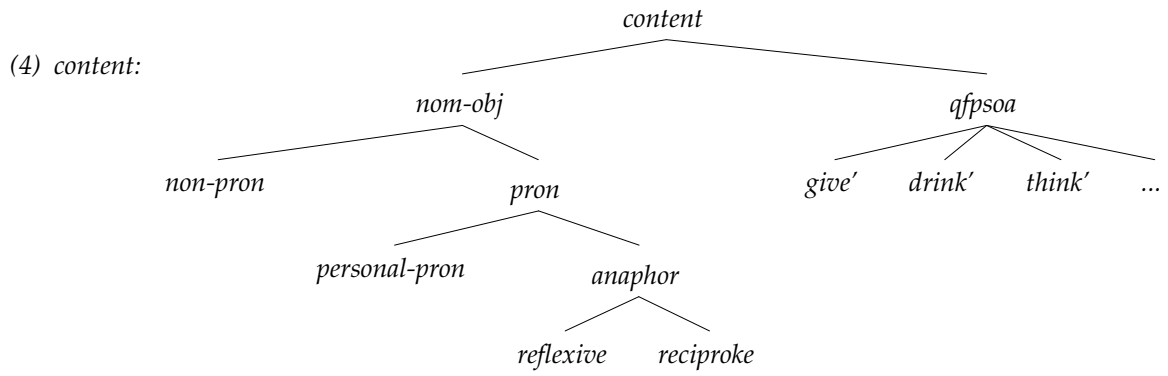 content
(4) content:
nom-obj qfpsoa
non-pron pron give’ drink’ think’ ...
personal-pron anaphor
reflexive reciproke